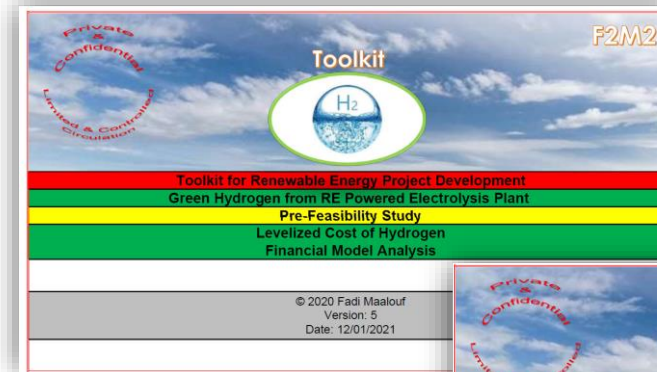 Private
&
Confidential
Limited & Controlled
Circulation
F2M2
Toolkit
H2
Toolkit for Renewable Energy Project Development
Green Hydrogen from RE Powered Electrolysis Plant
Pre-Feasibility Study
Levelized Cost of Hydrogen
Financial Model Analysis
© 2020 Fadi Maalouf
Version: 5
Date: 12/01/2021
Private
&
Confidential